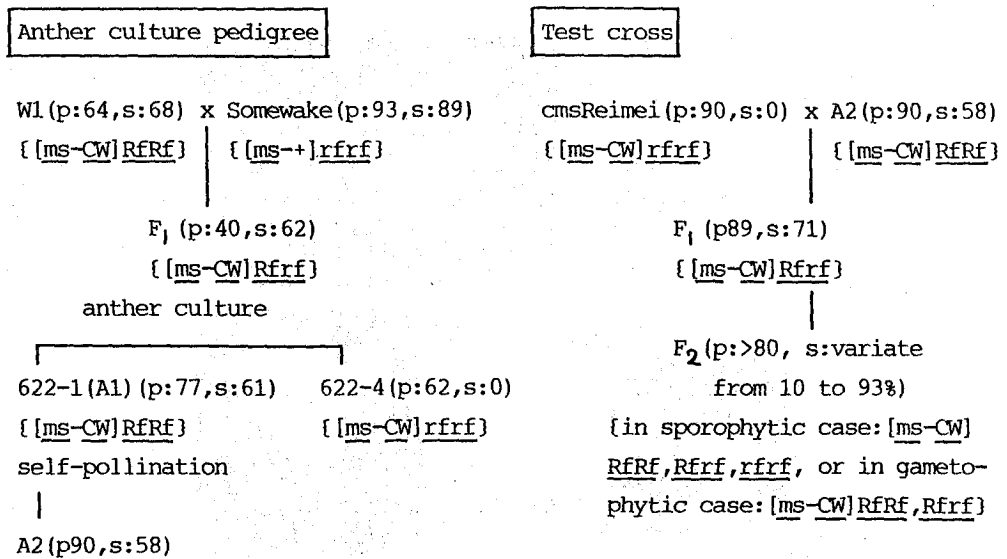 Anther culture pedigree
W1(p:64,s:68) x Somewake(p:93,s:89)
{[ms-CW]RfRf} {[ms-+]rfrf}
F1 (p:40,s:62)
{[ms-CW]Rfrf}
anther culture
622-1(A1)(p:77,s:61) 622-4(p:62,s:0)
{[ms-CW]RfRf} {[ms-CW]rfrf}
self-pollination
A2(p90,s:58)
Test cross
cmsReimei(p:90,s:0) x A2(p:90,s:58)
{[ms-CW]rfrf} {[ms-CW]RfRf}
F1 (p89,s:71)
{[ms-CW]Rfrf}
F2(p:>80, s:variate
from 10 to 93%)
{in sporophytic case:[ms-CW]
RfRf,Rfrf,rfrf, or in gameto-
phytic case:[ms-CW]RfRf,Rfrf}